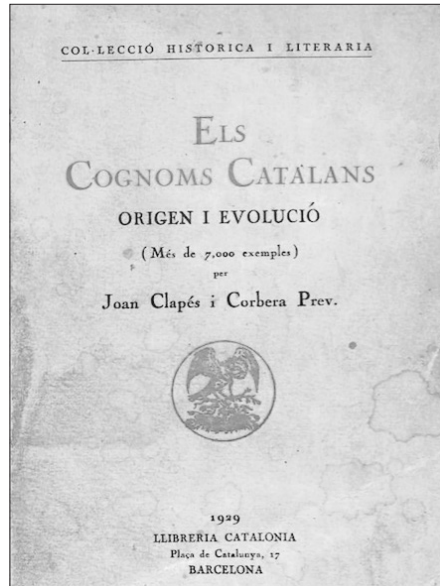 COL·LECCIÓ HISTORICA I LITERARIA
ELS
COGNOMS CATALANS
ORIGEN I EVOLUCIÓ
(Més de 7,000 exemples)
per
Joan Clapés i Corbera Prev.
1929
LLIBRERIA CATALONIA
Plaça de Catalunya, 17
BARCELONA